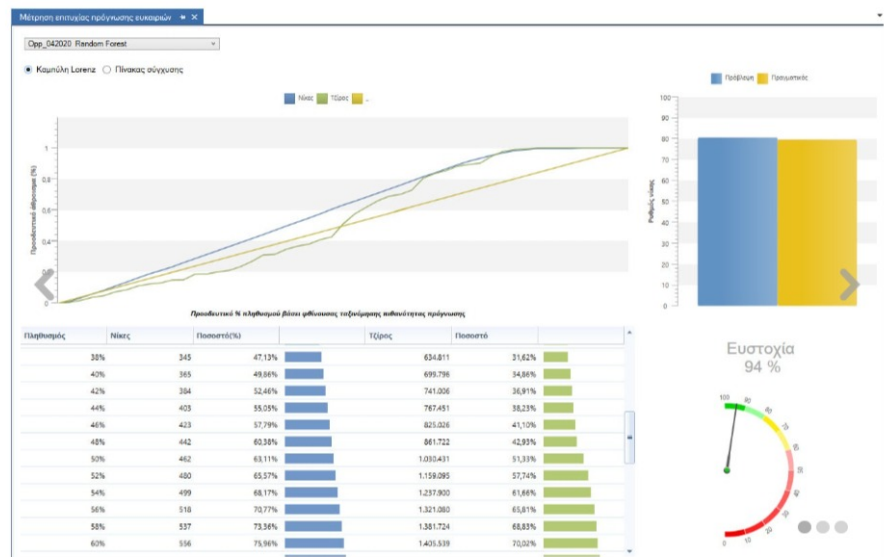 Μέτρηση επιτυχίας πρόγνωσης ευκαιριών
Opp_042020 Random Forest
Καμπύλη Lorenz Πίνακας σύγχυσης
Νίκες Τζίρος ..
Προοδευτικό άθροισμα (%)
1
0,8
0,6
0,4
0,2
0
Προοδευτικό % πληθυσμού βάσει φθίνουσας ταξινόμησης πιθανότητας πρόγνωσης
Πρόβλεψη Πραγματικός
Ρυθμός νίκης
100
90
80
70
60
50
40
30
20
10
0
Πληθυσμός Νίκες Ποσοστό(%) Τζίρος Ποσοστό
38% 345 47,13% 634.811 31,62%
40% 365 49,86% 699.796 34,86%
42% 384 52,46% 741.006 36,91%
44% 403 55,05% 767.451 38,23%
46% 423 57,79% 825.026 41,10%
48% 442 60,38% 861.722 42,93%
50% 462 63,11% 1.030.431 51,33%
52% 480 65,57% 1.159.095 57,74%
54% 499 68,17% 1.237.900 61,66%
56% 518 70,77% 1.321.080 65,81%
58% 537 73,36% 1.381.724 68,83%
60% 556 75,96% 1.405.539 70,02%
Ευστοχία
94 %
100
90
80
70
60
50
40
30
20
10
0